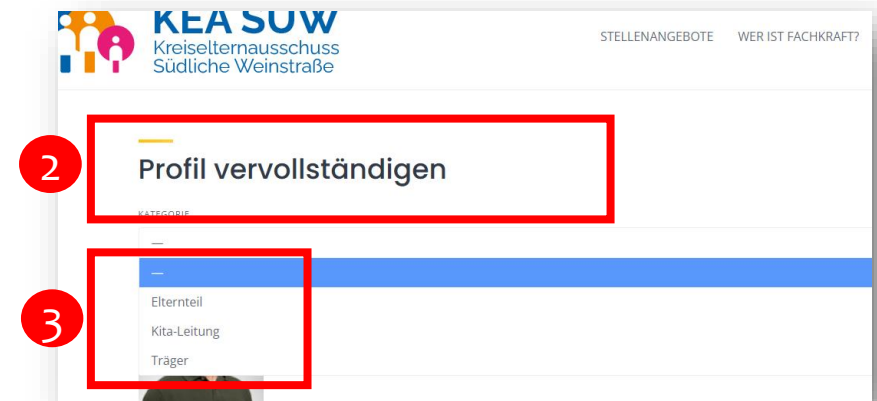 KEA SÜW
Kreiselternausschuss
Südliche Weinstraße
STELLENANGEBOTE WER IST FACHKRAFT?
2
Profil vervollständigen
KATEGORIE
—
—
3
Elternteil
Kita-Leitung
Träger